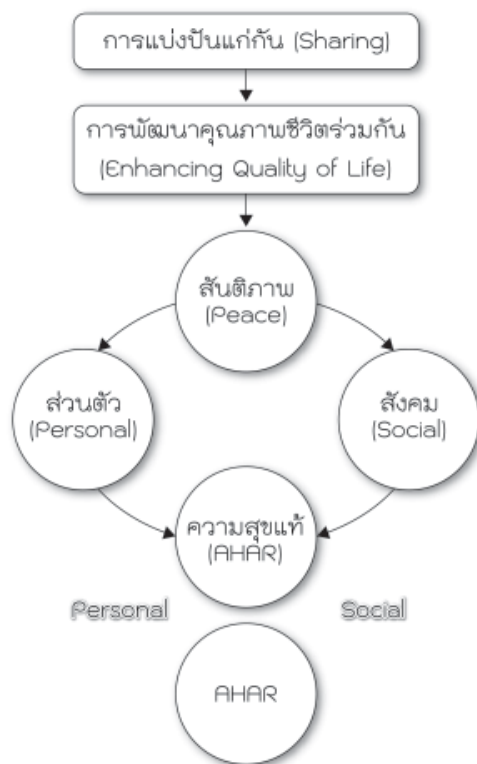 การแบ่งปันแก่กัน (Sharing)
การพัฒนาคุณภาพชีวิตร่วมกัน
(Enhancing Quality of Life)
สันติภาพ
(Peace)
ส่วนตัว
(Personal)
สังคม
(Social)
ความสุขแท้
(AHAR)
Personal
Social
AHAR